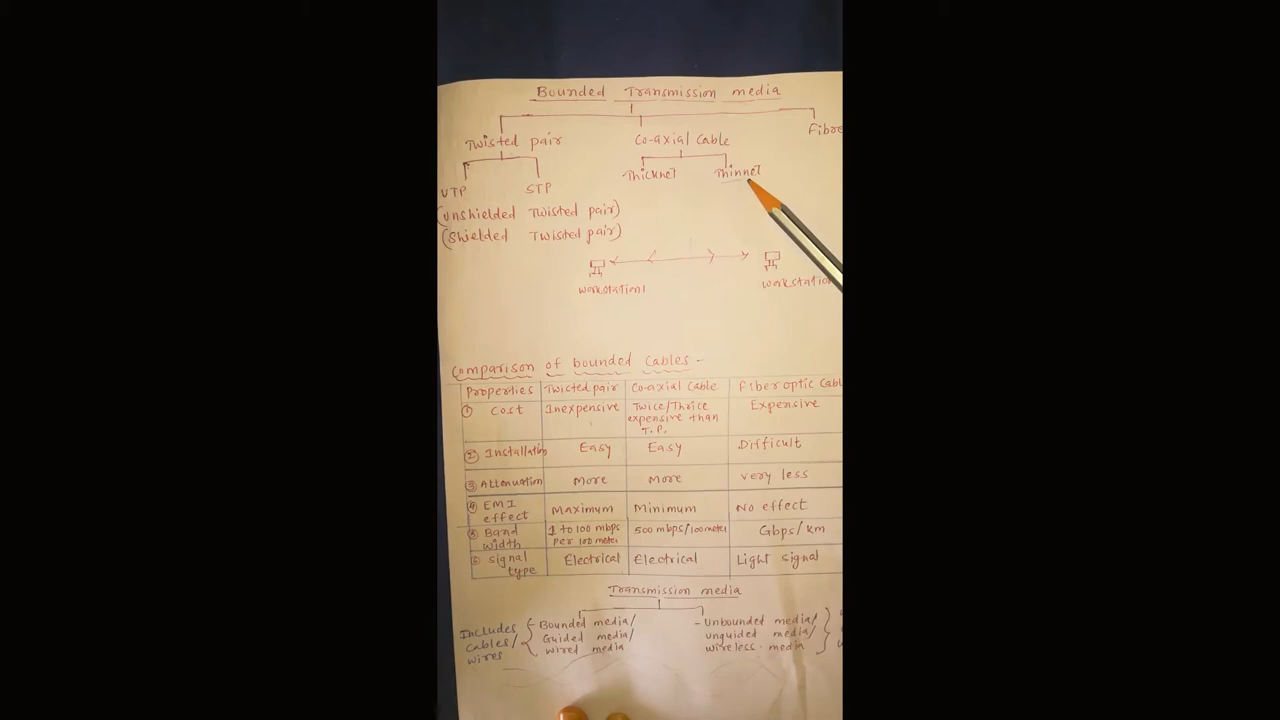 Bounded Transmission media
Twisted pair Co-axial Cable Fibre
Thicknet Thinnet
UTP STP
(Unshielded Twisted pair)
(Shielded Twisted pair)
Workstation1 Workstation
Comparison of bounded Cables -
Properties Twisted pair Co-axial Cable Fiber optic Cabl
① Cost Inexpensive Twice/Thrice expensive than T.P. Expensive
② Installation Easy Easy Difficult
③ Attenuation More More very less
④ EMI effect Maximum Minimum No effect
⑤ Band width 1 to 100 mbps Per 100 meter 500 mbps/100meter Gbps/km
⑥ Signal type Electrical Electrical Light signal
Transmission media
Includes cables/ wires - Bounded media/ Guided media/ wired media - Unbounded media/ unguided media/ wireless media